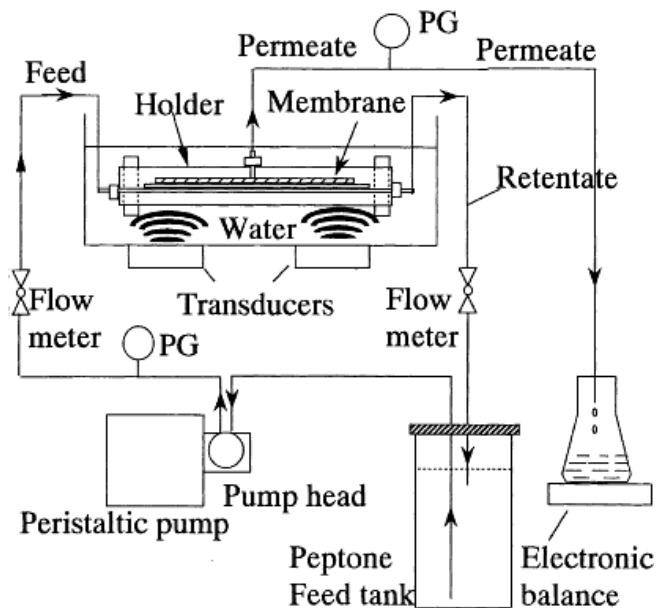 PG
Permeate
Permeate
Feed
Holder
Membrane
Retentate
Water
Flow
meter
Transducers
Flow
meter
PG
Pump head
Peristaltic pump
Peptone
Feed tank
Electronic
balance